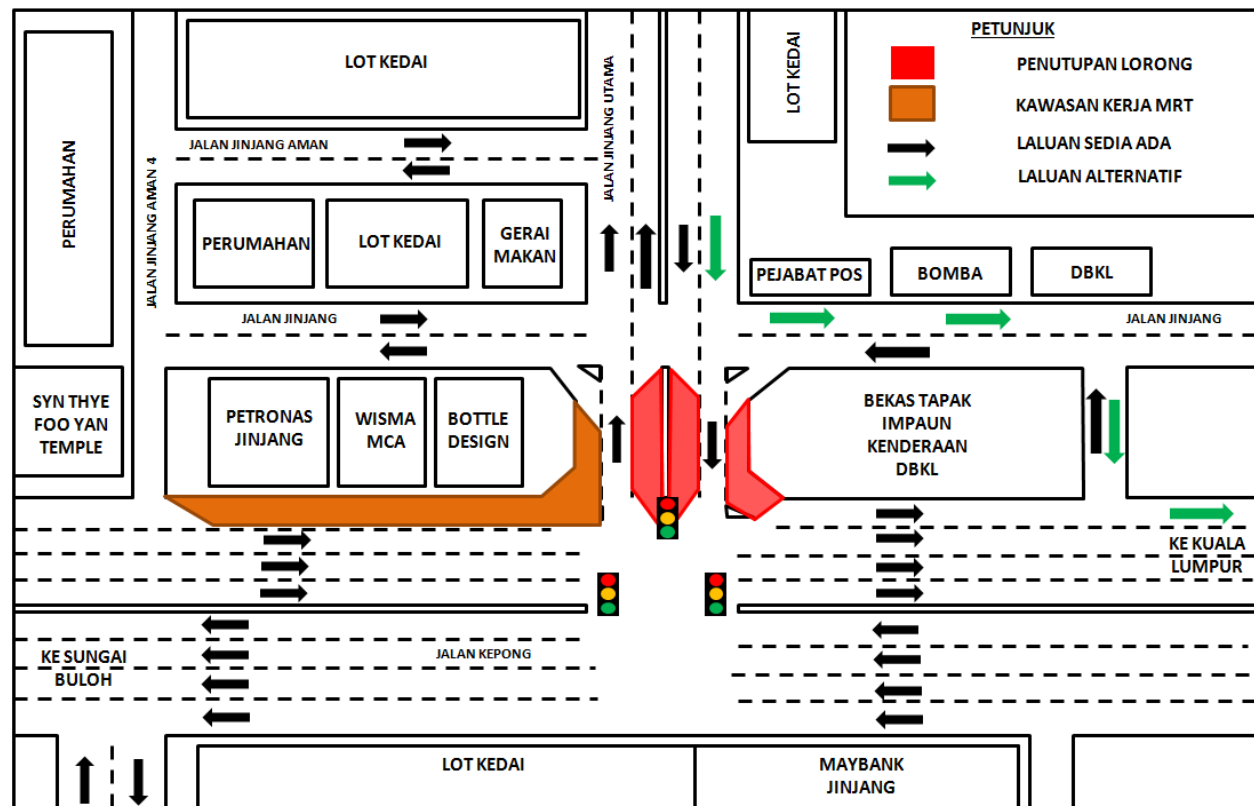 PETUNJUK
PENUTUPAN LORONG
KAWASAN KERJA MRT
LALUAN SEDIA ADA
LALUAN ALTERNATIF
LOT KEDAI
LOT KEDAI
PERUMAHAN
JALAN JINJANG AMAN 4
JALAN JINJANG AMAN
JALAN JINJANG UTAMA
PERUMAHAN
LOT KEDAI
GERAI
MAKAN
PEJABAT POS
BOMBA
DBKL
JALAN JINJANG
JALAN JINJANG
SYN THYE
FOO YAN
TEMPLE
PETRONAS
JINJANG
WISMA
MCA
BOTTLE
DESIGN
BEKAS TAPAK
IMPAUN
KENDERAAN
DBKL
KE KUALA
LUMPUR
KE SUNGAI
BULOH
JALAN KEPONG
LOT KEDAI
MAYBANK
JINJANG